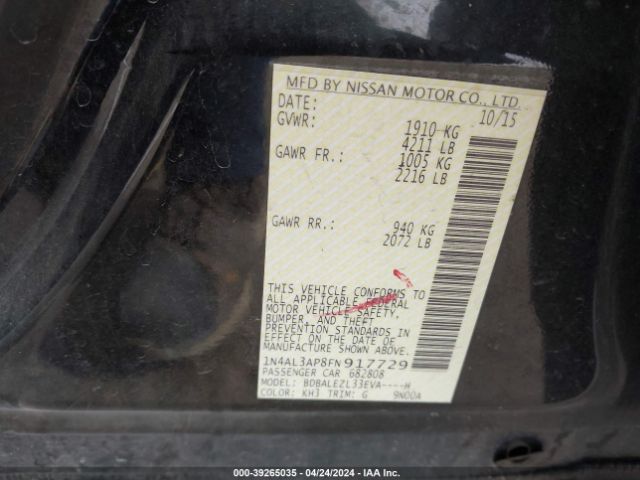 MFD BY NISSAN MOTOR CO., LTD.
DATE: 10/15
GVWR: 1910 KG
4211 LB
GAWR FR.: 1005 KG
2216 LB
GAWR RR.: 940 KG
2072 LB
THIS VEHICLE CONFORMS TO
ALL APPLICABLE FEDERAL
MOTOR VEHICLE SAFETY,
BUMPER, AND THEFT
PREVENTION STANDARDS IN
EFFECT ON THE DATE OF
MANUFACTURE SHOWN ABOVE.
1N4AL3AP8FN917729
PASSENGER CAR 682808
MODEL: BDBALEZL33EVA----H
COLOR: KH3 TRIM: G 9N00A
000-39265035 - 04/24/2024 - IAA Inc.